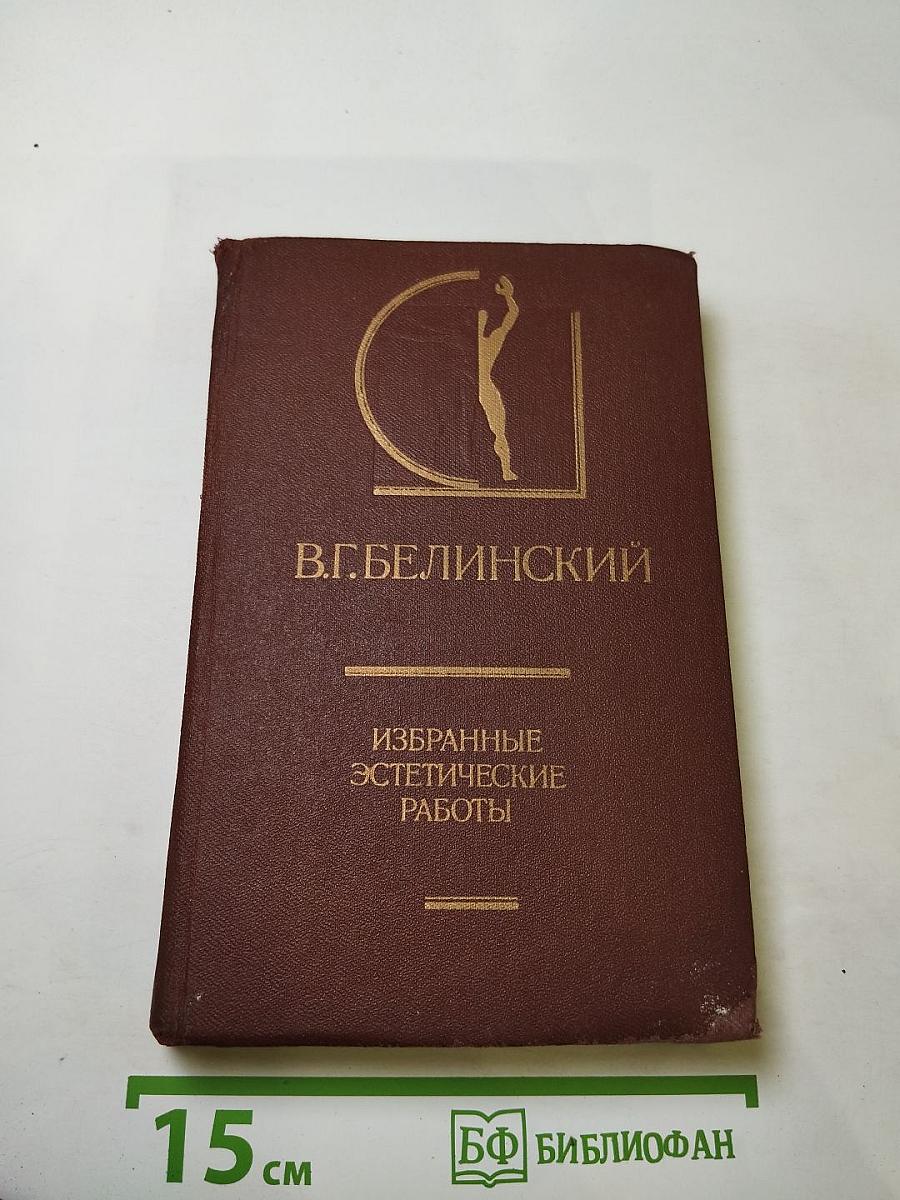 В.Г.БЕЛИНСКИЙ
ИЗБРАННЫЕ
ЭСТЕТИЧЕСКИЕ
РАБОТЫ
15 см
БФ БИБЛИОФАН